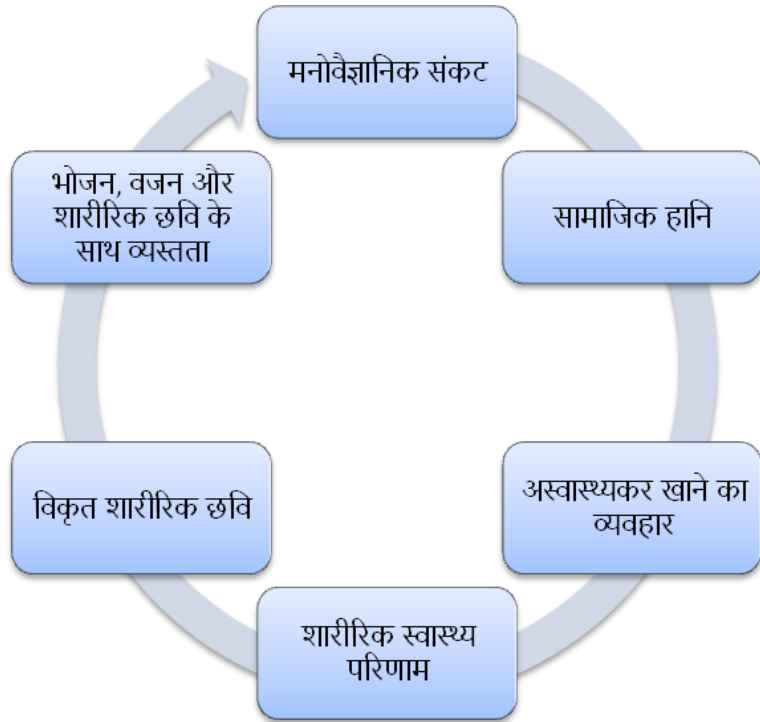 मनोवैज्ञानिक संकट
सामाजिक हानि
अस्वास्थ्यकर खाने का
व्यवहार
शारीरिक स्वास्थ्य
परिणाम
विकृत शारीरिक छवि
भोजन, वजन और
शारीरिक छवि के
साथ व्यस्तता